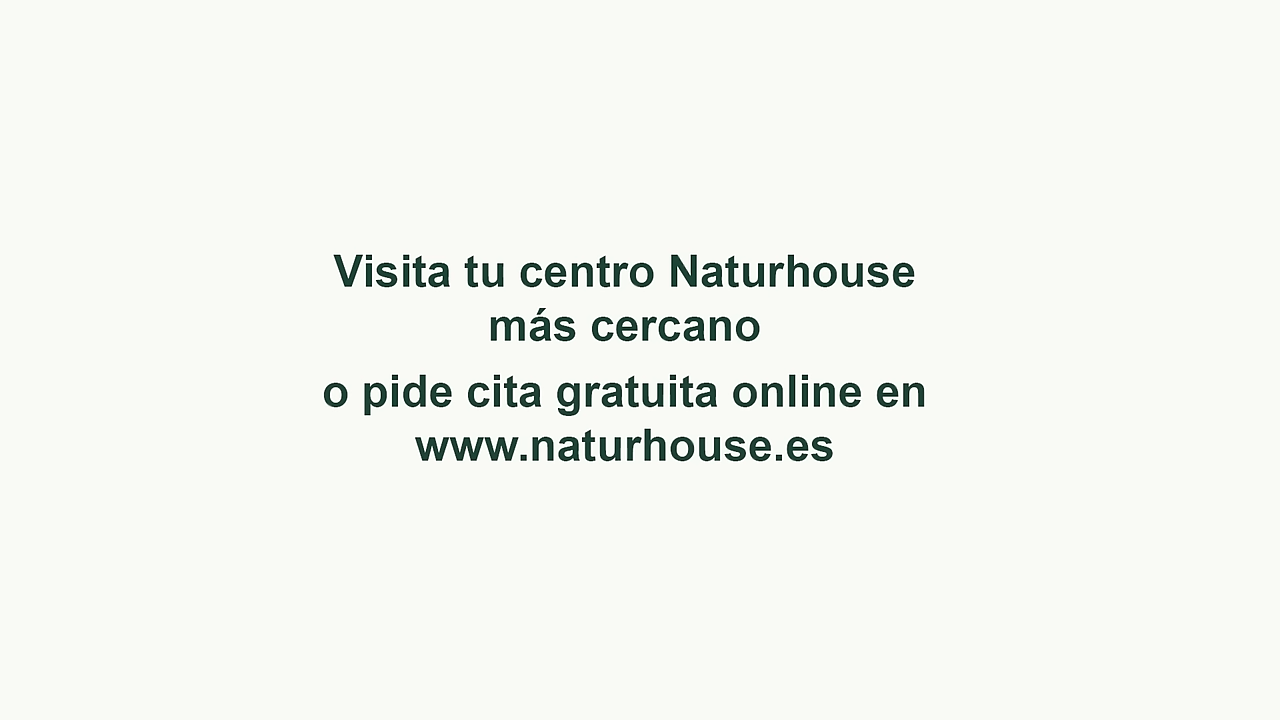 Visita tu centro Naturhouse
más cercano
o pide cita gratuita online en
www.naturhouse.es